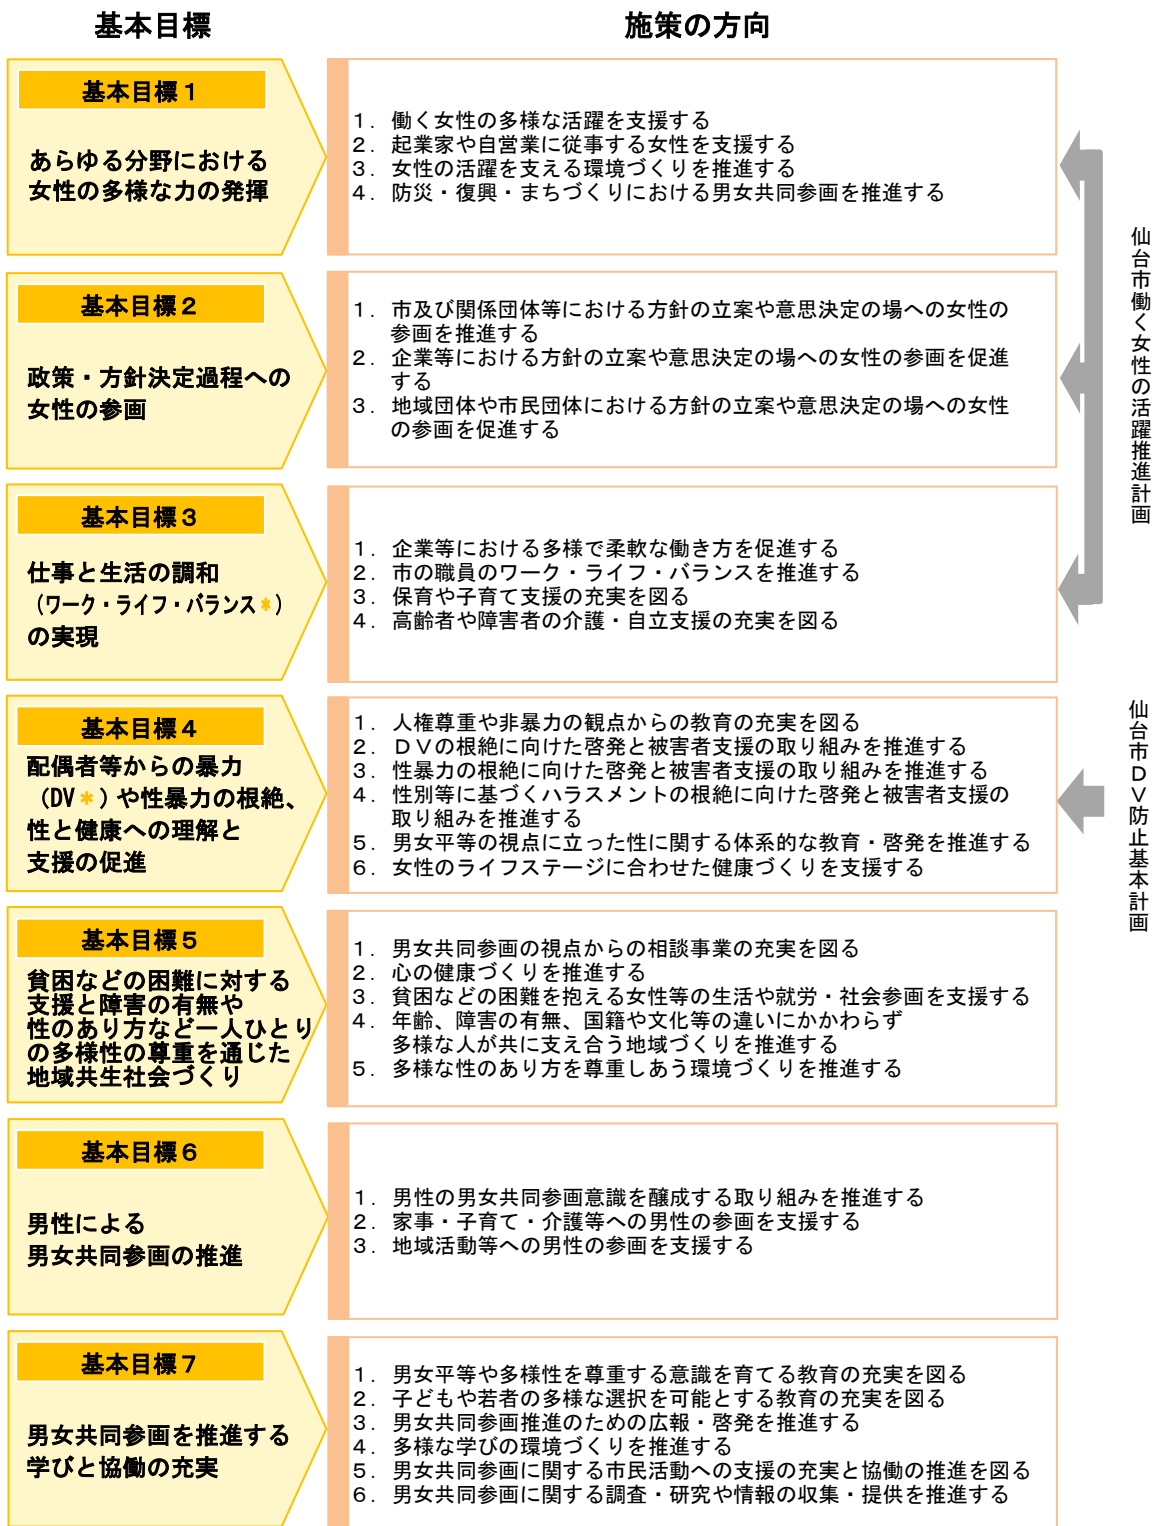 基本目標
施策の方向
基本目標１
あらゆる分野における
女性の多様な力の発揮
１．働く女性の多様な活躍を支援する
２．起業家や自営業に従事する女性を支援する
３．女性の活躍を支える環境づくりを推進する
４．防災・復興・まちづくりにおける男女共同参画を推進する
基本目標２
政策・方針決定過程への
女性の参画
１．市及び関係団体等における方針の立案や意思決定の場への女性の
参画を推進する
２．企業等における方針の立案や意思決定の場への女性の参画を促進
する
３．地域団体や市民団体における方針の立案や意思決定の場への女性
の参画を促進する
基本目標３
仕事と生活の調和
（ワーク・ライフ・バランス＊）
の実現
１．企業等における多様で柔軟な働き方を促進する
２．市の職員のワーク・ライフ・バランスを推進する
３．保育や子育て支援の充実を図る
４．高齢者や障害者の介護・自立支援の充実を図る
仙台市働く女性の活躍推進計画
基本目標４
配偶者等からの暴力
（DV＊）や性暴力の根絶、
性と健康への理解と
支援の促進
１．人権尊重や非暴力の観点からの教育の充実を図る
２．ＤＶの根絶に向けた啓発と被害者支援の取り組みを推進する
３．性暴力の根絶に向けた啓発と被害者支援の取り組みを推進する
４．性別等に基づくハラスメントの根絶に向けた啓発と被害者支援の
取り組みを推進する
５．男女平等の視点に立った性に関する体系的な教育・啓発を推進する
６．女性のライフステージに合わせた健康づくりを支援する
仙台市ＤＶ防止基本計画
基本目標５
貧困などの困難に対する
支援と障害の有無や
性のあり方など一人ひとり
の多様性の尊重を通じた
地域共生社会づくり
１．男女共同参画の視点からの相談事業の充実を図る
２．心の健康づくりを推進する
３．貧困などの困難を抱える女性等の生活や就労・社会参画を支援する
４．年齢、障害の有無、国籍や文化等の違いにかかわらず
多様な人が共に支え合う地域づくりを推進する
５．多様な性のあり方を尊重しあう環境づくりを推進する
基本目標６
男性による
男女共同参画の推進
１．男性の男女共同参画意識を醸成する取り組みを推進する
２．家事・子育て・介護等への男性の参画を支援する
３．地域活動等への男性の参画を支援する
基本目標７
男女共同参画を推進する
学びと協働の充実
１．男女平等や多様性を尊重する意識を育てる教育の充実を図る
２．子どもや若者の多様な選択を可能とする教育の充実を図る
３．男女共同参画推進のための広報・啓発を推進する
４．多様な学びの環境づくりを推進する
５．男女共同参画に関する市民活動への支援の充実と協働の推進を図る
６．男女共同参画に関する調査・研究や情報の収集・提供を推進する